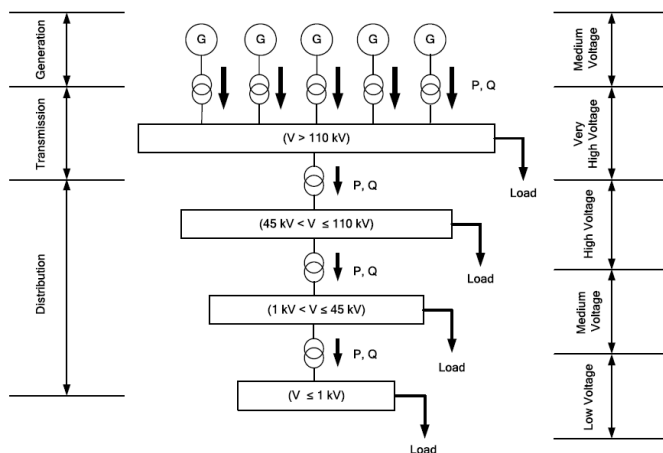 Generation
G
G
G
G
G
Medium
Voltage
P, Q
Transmission
(V > 110 kV)
Very
High Voltage
Load
P, Q
Distribution
(45 kV < V ≤ 110 kV)
High Voltage
Load
P, Q
(1 kV < V ≤ 45 kV)
Medium
Voltage
Load
P, Q
(V ≤ 1 kV)
Low Voltage
Load